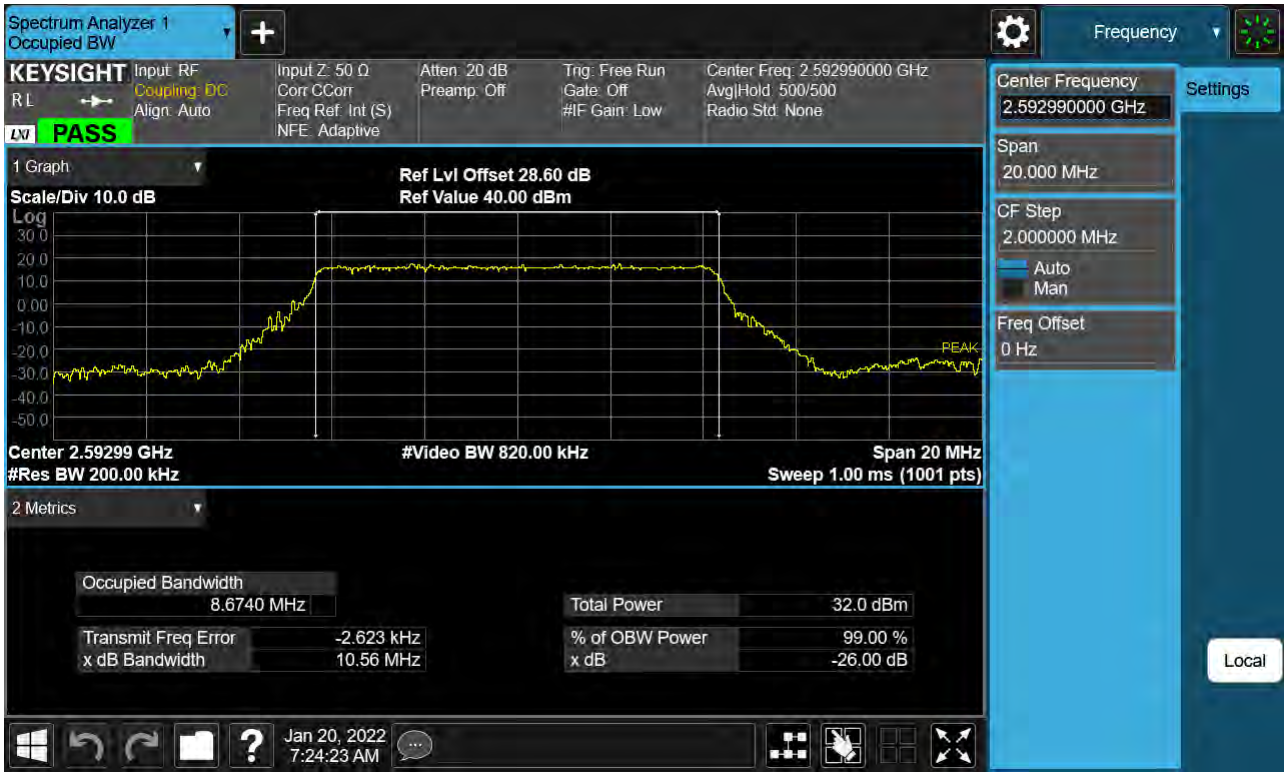 Spectrum Analyzer 1
Occupied BW
Frequency
KEYSIGHT
R L
LXI
PASS
Input: RF
Coupling: DC
Align: Auto
Input Z: 50 Ω
Corr CCorr
Freq Ref: Int (S)
NFE: Adaptive
Atten: 20 dB
Preamp: Off
Trig: Free Run
Gate: Off
#IF Gain: Low
Center Freq: 2.592990000 GHz
Avg|Hold: 500/500
Radio Std: None
Center Frequency
2.592990000 GHz
Settings
Span
20.000 MHz
CF Step
2.000000 MHz
Auto
Man
Freq Offset
0 Hz
Local
1 Graph
Scale/Div 10.0 dB
Ref Lvl Offset 28.60 dB
Ref Value 40.00 dBm
Log
30.0
20.0
10.0
0.00
-10.0
-20.0
-30.0
-40.0
-50.0
PEAK
Center 2.59299 GHz
#Video BW 820.00 kHz
Span 20 MHz
#Res BW 200.00 kHz
Sweep 1.00 ms (1001 pts)
2 Metrics
Occupied Bandwidth
8.6740 MHz
Total Power 32.0 dBm
Transmit Freq Error -2.623 kHz
% of OBW Power 99.00 %
x dB Bandwidth 10.56 MHz
x dB -26.00 dB
?
Jan 20, 2022
7:24:23 AM